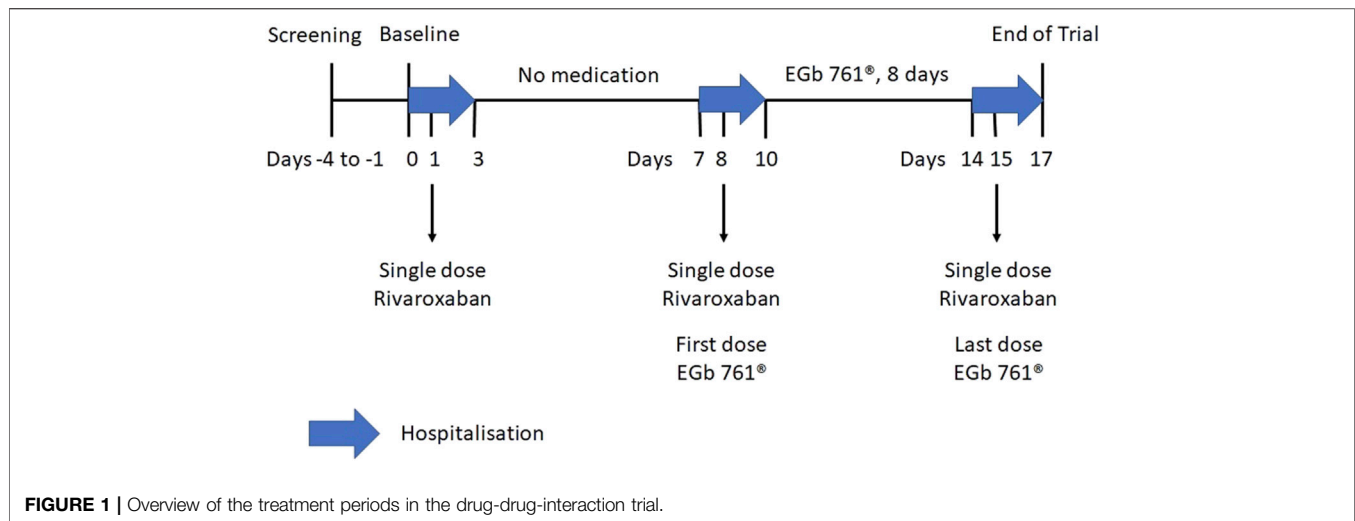 Screening Baseline End of Trial
No medication EGb 761®, 8 days
Days -4 to -1 0 1 3 Days 7 8 10 Days 14 15 17
Single dose Single dose Single dose
Rivaroxaban Rivaroxaban Rivaroxaban
First dose Last dose
EGb 761® EGb 761®
Hospitalisation
FIGURE 1 | Overview of the treatment periods in the drug-drug-interaction trial.